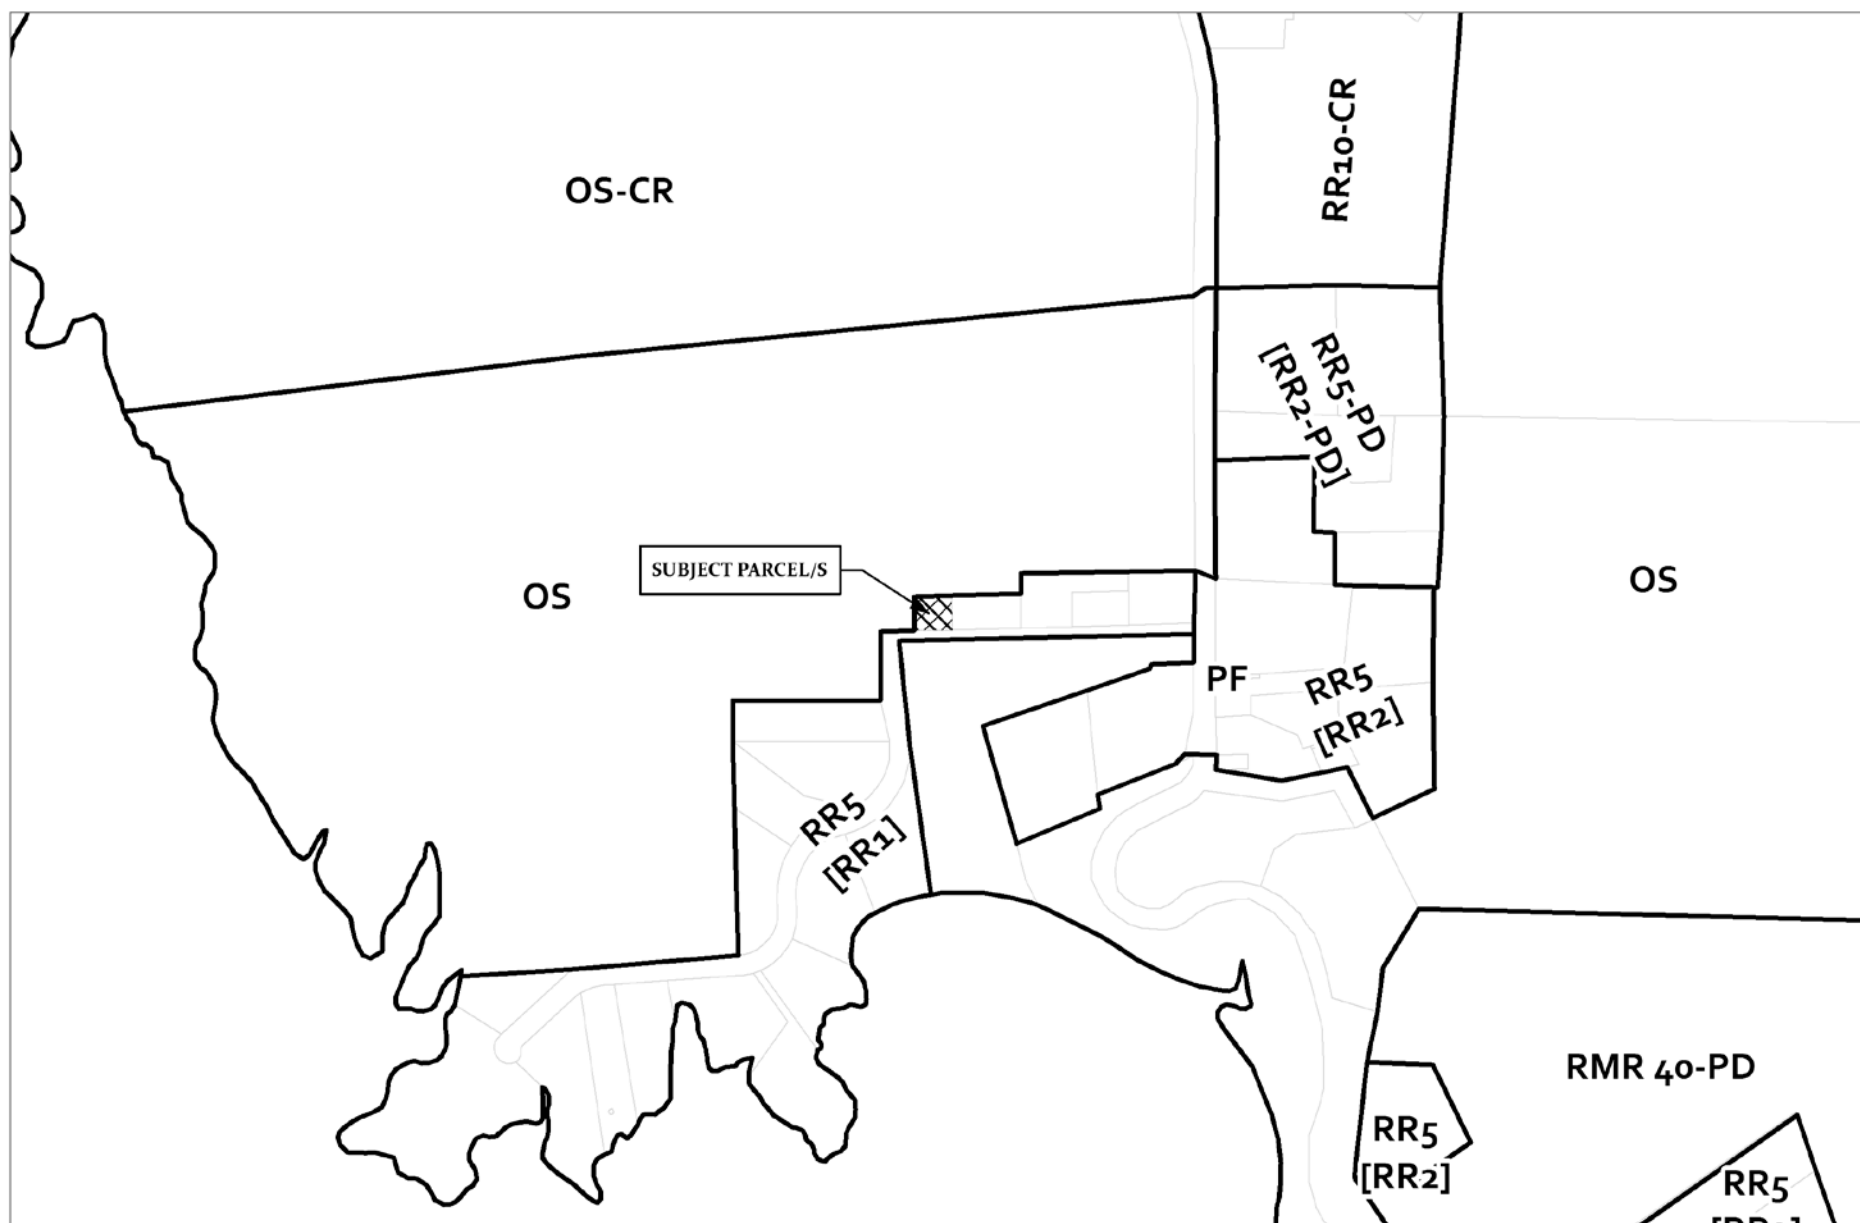 OS-CR
RR10-CR
RR5-PD
[RR2-PD]
SUBJECT PARCEL/S
OS
OS
PF
RR5
[RR2]
RR5
[RR1]
RMR 40-PD
RR5
[RR2]
RR5